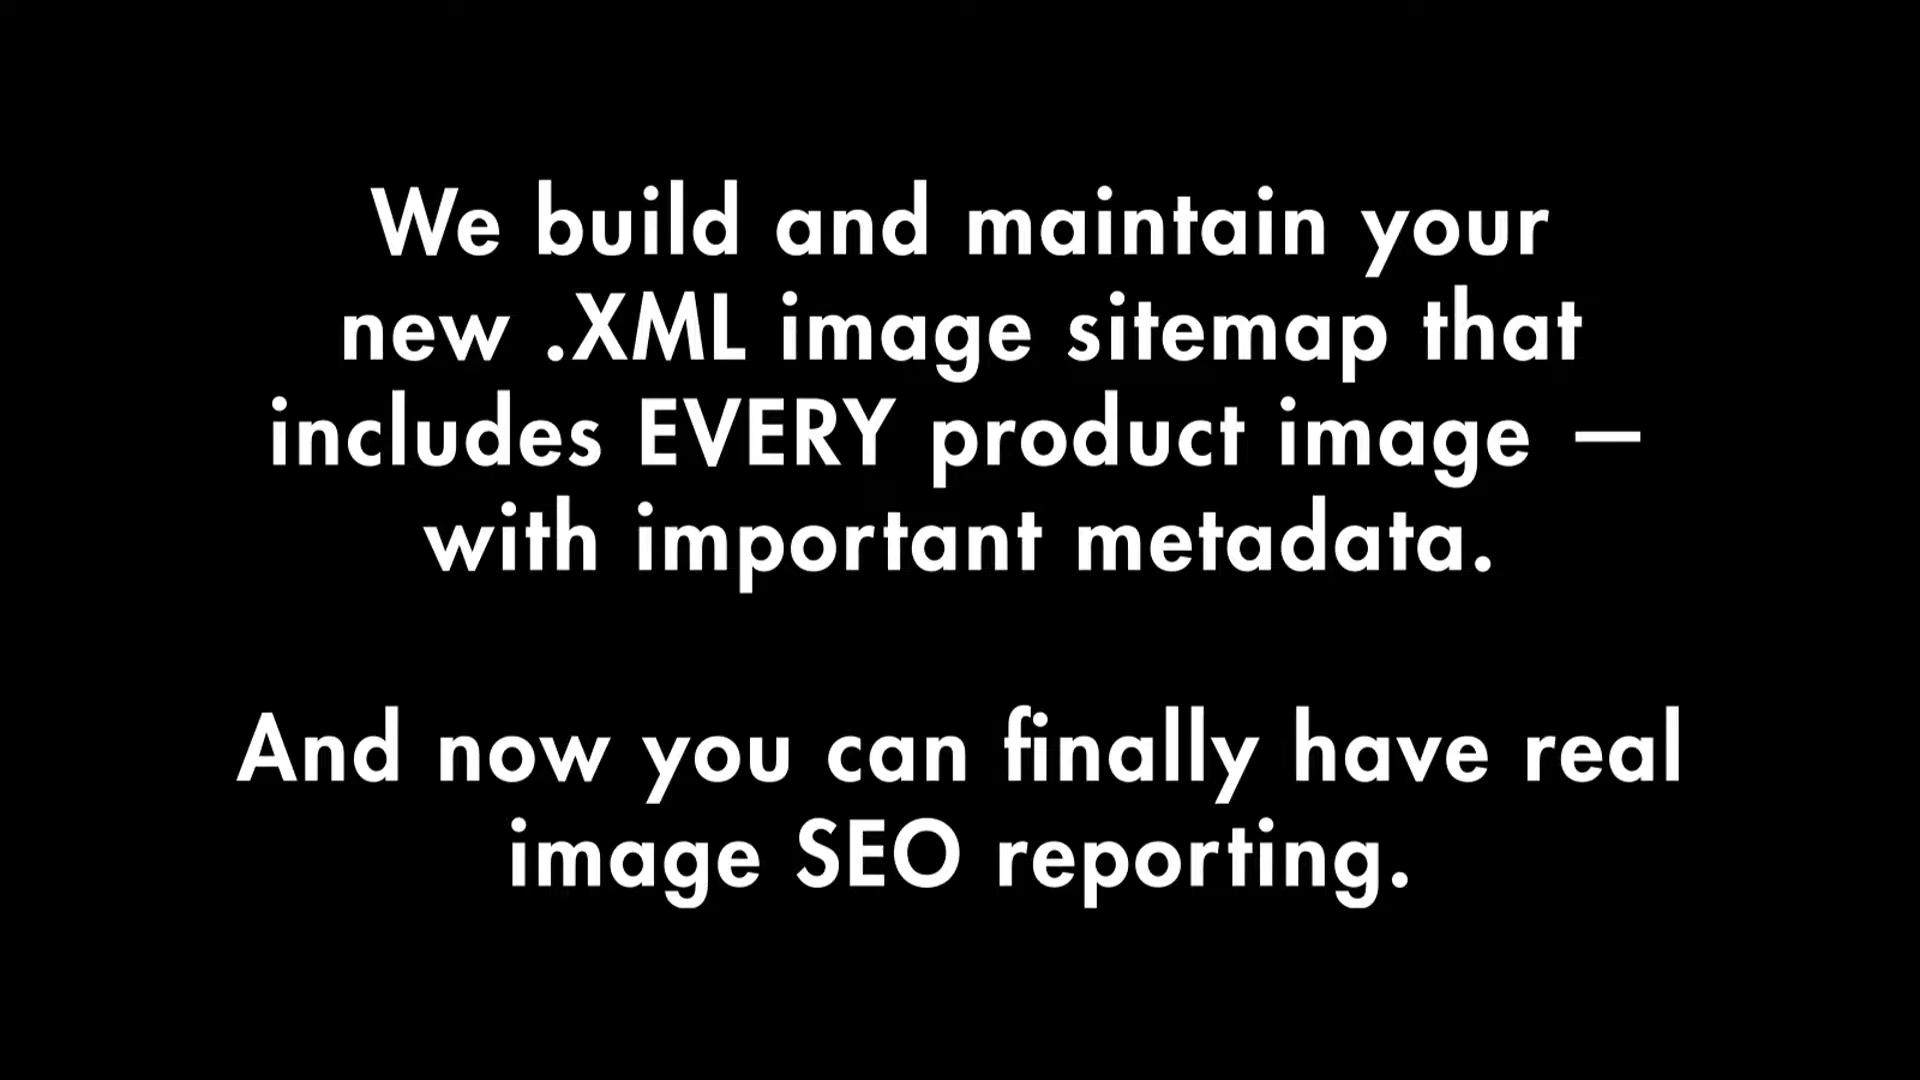 We build and maintain your
new .XML image sitemap that
includes EVERY product image —
with important metadata.
And now you can finally have real
image SEO reporting.